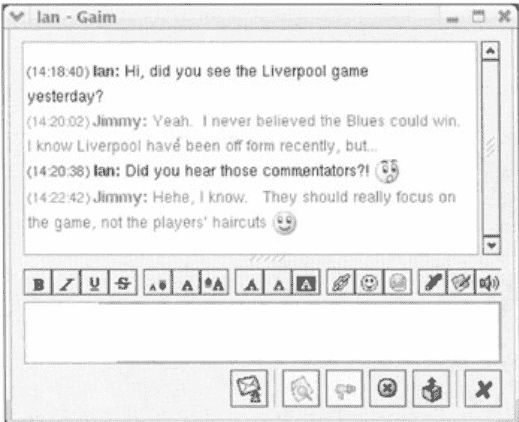 Ian - Gaim
(14:18:40) Ian: Hi, did you see the Liverpool game
yesterday?
(14:20:02) Jimmy: Yeah. I never believed the Blues could win.
I know Liverpool have been off form recently, but...
(14:20:38) Ian: Did you hear those commentators?!
(14:22:42) Jimmy: Hehe, I know. They should really focus on
the game, not the players' haircuts
B I U S A A A A A A A